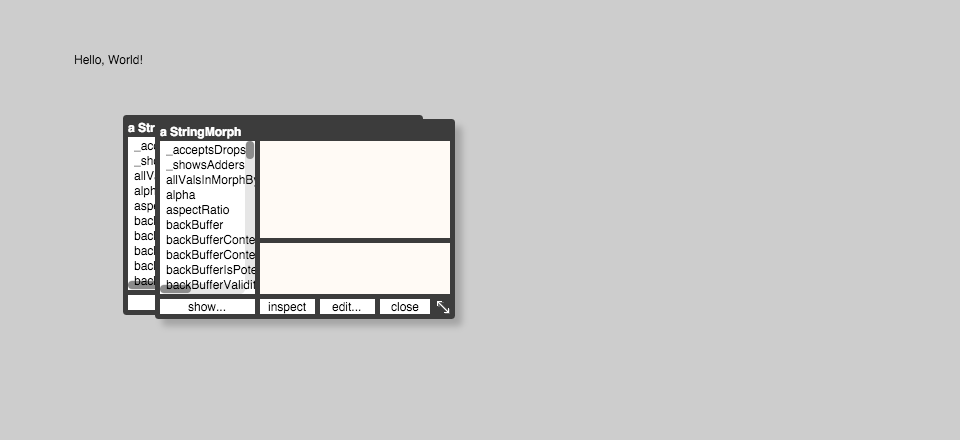 Hello, World!
a Str
a StringMorph
_acc
_sho
allVa
alph
aspe
back
back
back
back
back
_acceptsDrops
_showsAdders
allValsInMorphBy
alpha
aspectRatio
backBuffer
backBufferConte
backBufferConte
backBufferIsPote
backBufferValidit
show...
inspect
edit...
close